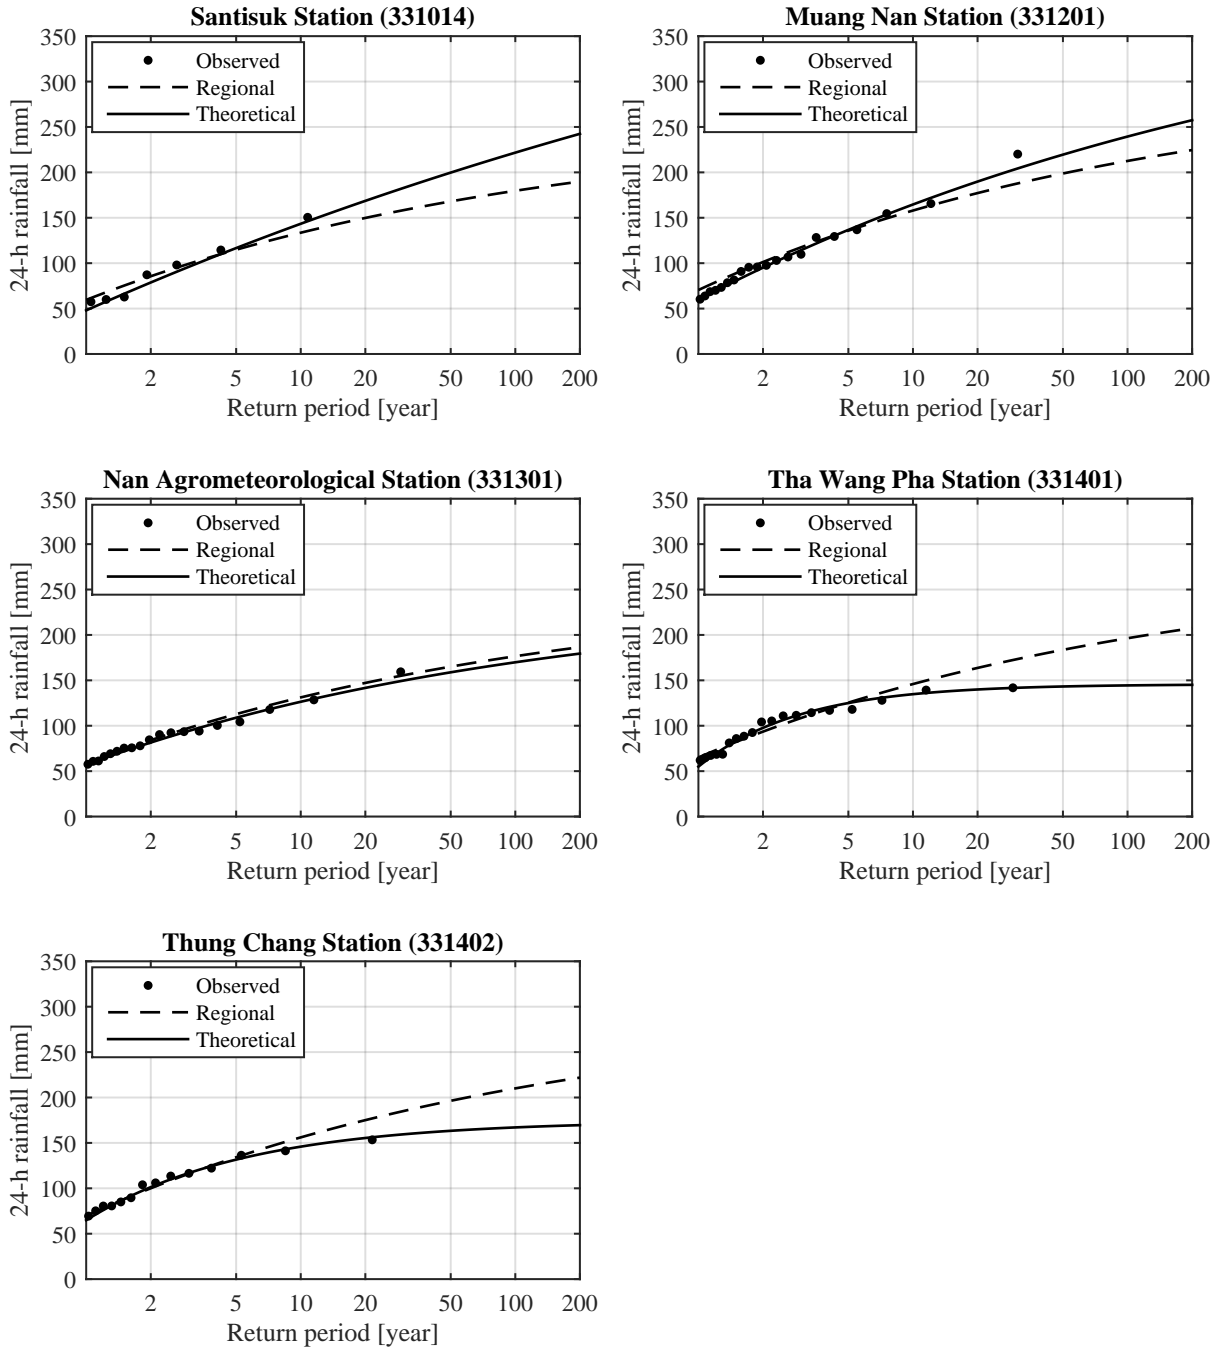 Santisuk Station (331014)
350
300
250
200
150
100
50
0
24-h rainfall [mm]
Observed
Regional
Theoretical
2 5 10 20 50 100 200
Return period [year]
Muang Nan Station (331201)
350
300
250
200
150
100
50
0
24-h rainfall [mm]
Observed
Regional
Theoretical
2 5 10 20 50 100 200
Return period [year]
Nan Agrometeorological Station (331301)
350
300
250
200
150
100
50
0
24-h rainfall [mm]
Observed
Regional
Theoretical
2 5 10 20 50 100 200
Return period [year]
Tha Wang Pha Station (331401)
350
300
250
200
150
100
50
0
24-h rainfall [mm]
Observed
Regional
Theoretical
2 5 10 20 50 100 200
Return period [year]
Thung Chang Station (331402)
350
300
250
200
150
100
50
0
24-h rainfall [mm]
Observed
Regional
Theoretical
2 5 10 20 50 100 200
Return period [year]